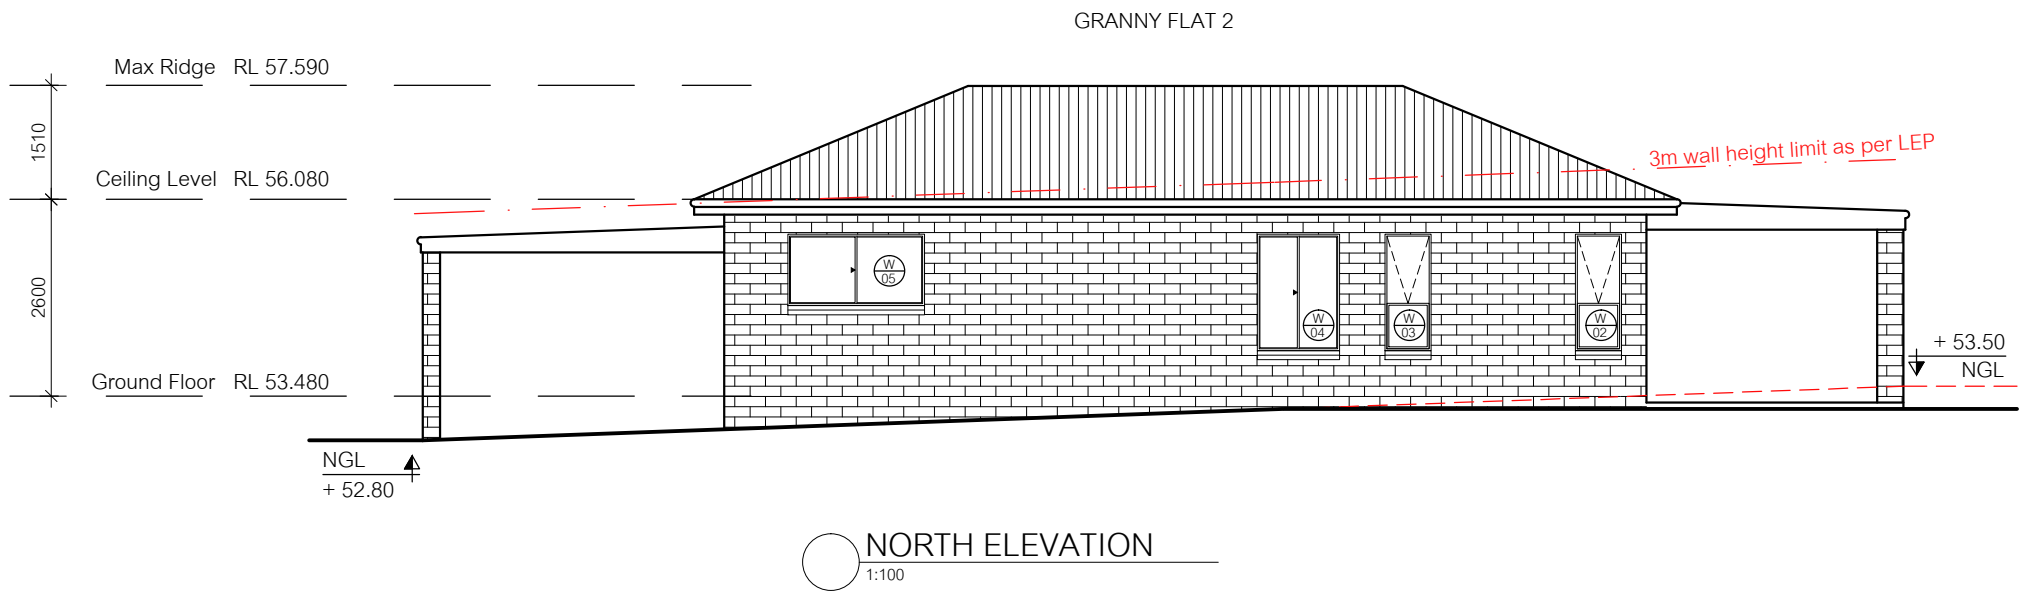 GRANNY FLAT 2
Max Ridge RL 57.590
1510
Ceiling Level RL 56.080
3m wall height limit as per LEP
2600
W
05
W
04
W
03
W
02
+ 53.50
NGL
Ground Floor RL 53.480
NGL
+ 52.80
NORTH ELEVATION
1:100